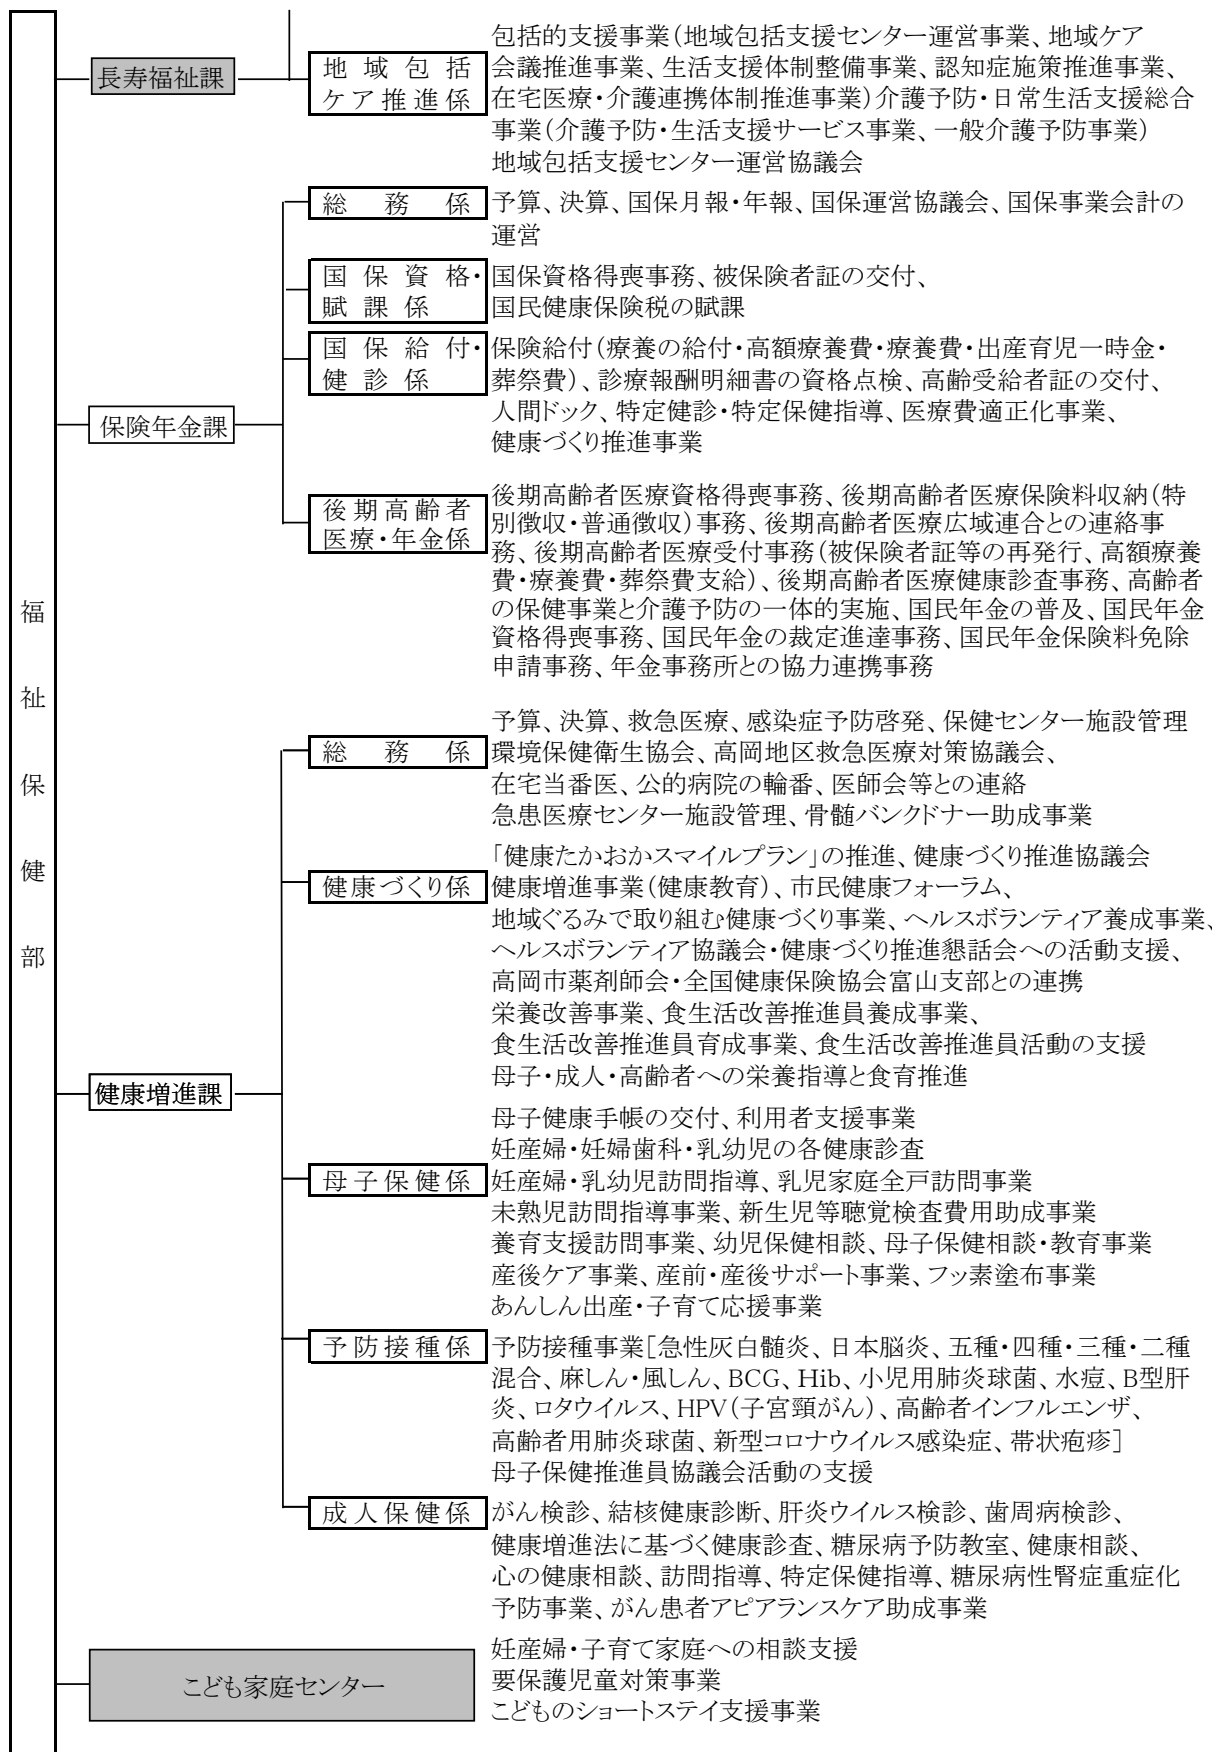 福祉保健部
長寿福祉課
地域包括
ケア推進係
包括的支援事業（地域包括支援センター運営事業、地域ケア
会議推進事業、生活支援体制整備事業、認知症施策推進事業、
在宅医療・介護連携体制推進事業）介護予防・日常生活支援総合
事業（介護予防・生活支援サービス事業、一般介護予防事業）
地域包括支援センター運営協議会
保険年金課
総務係
予算、決算、国保月報・年報、国保運営協議会、国保事業会計の
運営
国保資格・
賦課係
国保資格得喪事務、被保険者証の交付、
国民健康保険税の賦課
国保給付・
健診係
保険給付（療養の給付・高額療養費・療養費・出産育児一時金・
葬祭費）、診療報酬明細書の資格点検、高齢受給者証の交付、
人間ドック、特定健診・特定保健指導、医療費適正化事業、
健康づくり推進事業
後期高齢者
医療・年金係
後期高齢者医療資格得喪事務、後期高齢者医療保険料収納（特
別徴収・普通徴収）事務、後期高齢者医療広域連合との連絡事
務、後期高齢者医療受付事務（被保険者証等の再発行、高額療養
費・療養費・葬祭費支給）、後期高齢者医療健康診査事務、高齢者
の保健事業と介護予防の一体的実施、国民年金の普及、国民年金
資格得喪事務、国民年金の裁定進達事務、国民年金保険料免除
申請事務、年金事務所との協力連携事務
健康増進課
総務係
予算、決算、救急医療、感染症予防啓発、保健センター施設管理
環境保健衛生協会、高岡地区救急医療対策協議会、
在宅当番医、公的病院の輪番、医師会等との連絡
急患医療センター施設管理、骨髄バンクドナー助成事業
健康づくり係
「健康たかおかスマイルプラン」の推進、健康づくり推進協議会
健康増進事業（健康教育）、市民健康フォーラム、
地域ぐるみで取り組む健康づくり事業、ヘルスボランティア養成事業、
ヘルスボランティア協議会・健康づくり推進懇話会への活動支援、
高岡市薬剤師会・全国健康保険協会富山支部との連携
栄養改善事業、食生活改善推進員養成事業、
食生活改善推進員育成事業、食生活改善推進員活動の支援
母子・成人・高齢者への栄養指導と食育推進
母子保健係
母子健康手帳の交付、利用者支援事業
妊産婦・妊婦歯科・乳幼児の各健康診査
妊産婦・乳幼児訪問指導、乳児家庭全戸訪問事業
未熟児訪問指導事業、新生児等聴覚検査費用助成事業
養育支援訪問事業、幼児保健相談、母子保健相談・教育事業
産後ケア事業、産前・産後サポート事業、フッ素塗布事業
あんしん出産・子育て応援事業
予防接種係
予防接種事業［急性灰白髄炎、日本脳炎、五種・四種・三種・二種
混合、麻しん・風しん、BCG、Hib、小児用肺炎球菌、水痘、B型肝
炎、ロタウイルス、HPV（子宮頸がん）、高齢者インフルエンザ、
高齢者用肺炎球菌、新型コロナウイルス感染症、帯状疱疹］
母子保健推進員協議会活動の支援
成人保健係
がん検診、結核健康診断、肝炎ウイルス検診、歯周病検診、
健康増進法に基づく健康診査、糖尿病予防教室、健康相談、
心の健康相談、訪問指導、特定保健指導、糖尿病性腎症重症化
予防事業、がん患者アピアランスケア助成事業
こども家庭センター
妊産婦・子育て家庭への相談支援
要保護児童対策事業
こどものショートステイ支援事業